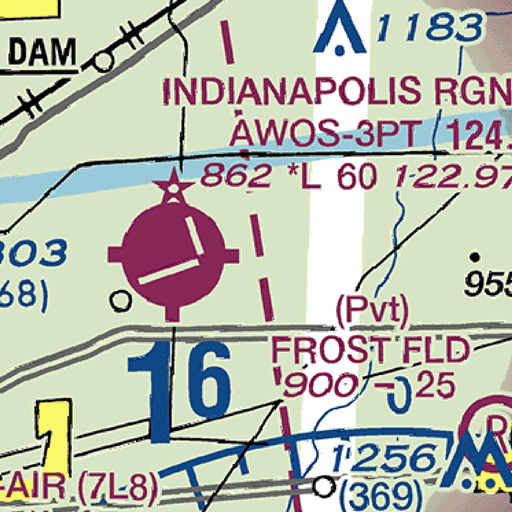 DAM
1183
INDIANAPOLIS RGN
AWOS-3PT 124.
862 *L 60 122.97
303
68)
955
(Pvt)
FROST FLD
900 - 25
16
R
1256
(369)
-AIR (7L8)